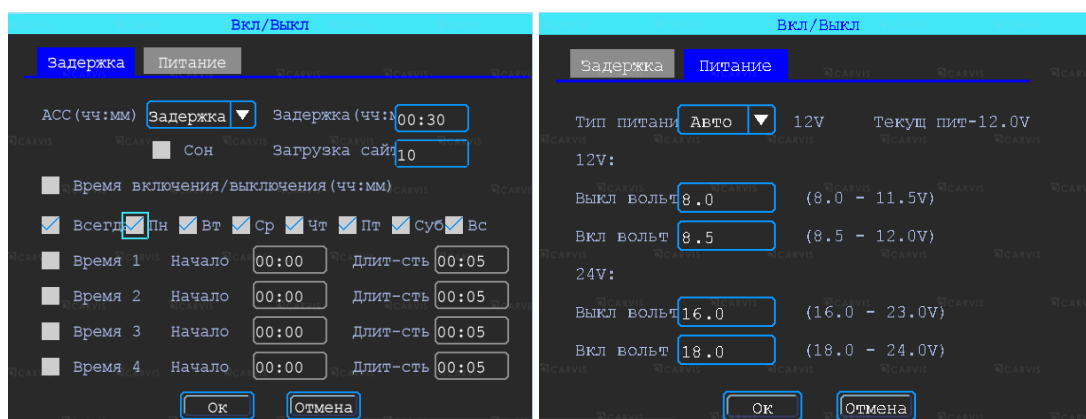 Вкл/Выкл
Задержка Питание
АСС(чч:мм) Задержка Задержка(чч:м 00:30
Сон Загрузка сайт 10
Время включения/выключения(чч:мм)
Всегд Пн Вт Ср Чт Пт Суб Вс
Время 1 Начало 00:00 Длит-сть 00:05
Время 2 Начало 00:00 Длит-сть 00:05
Время 3 Начало 00:00 Длит-сть 00:05
Время 4 Начало 00:00 Длит-сть 00:05
Ок Отмена
Вкл/Выкл
Задержка Питание
Тип питани Авто 12V Текущ пит-12.0V
12V:
Выкл вольт 8.0 (8.0 - 11.5V)
Вкл вольт 8.5 (8.5 - 12.0V)
24V:
Выкл вольт 16.0 (16.0 - 23.0V)
Вкл вольт 18.0 (18.0 - 24.0V)
Ок Отмена
CARVIS